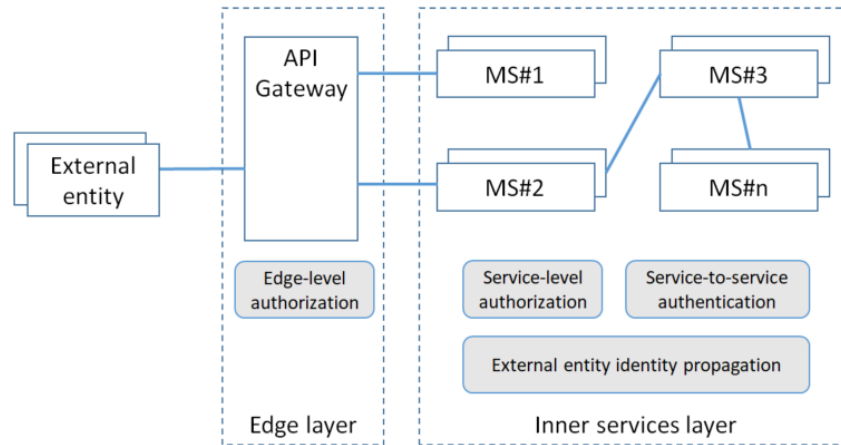 API
Gateway
MS#1
MS#3
External
entity
MS#2
MS#n
Edge-level
authorization
Service-level
authorization
Service-to-service
authentication
External entity identity propagation
Edge layer
Inner services layer